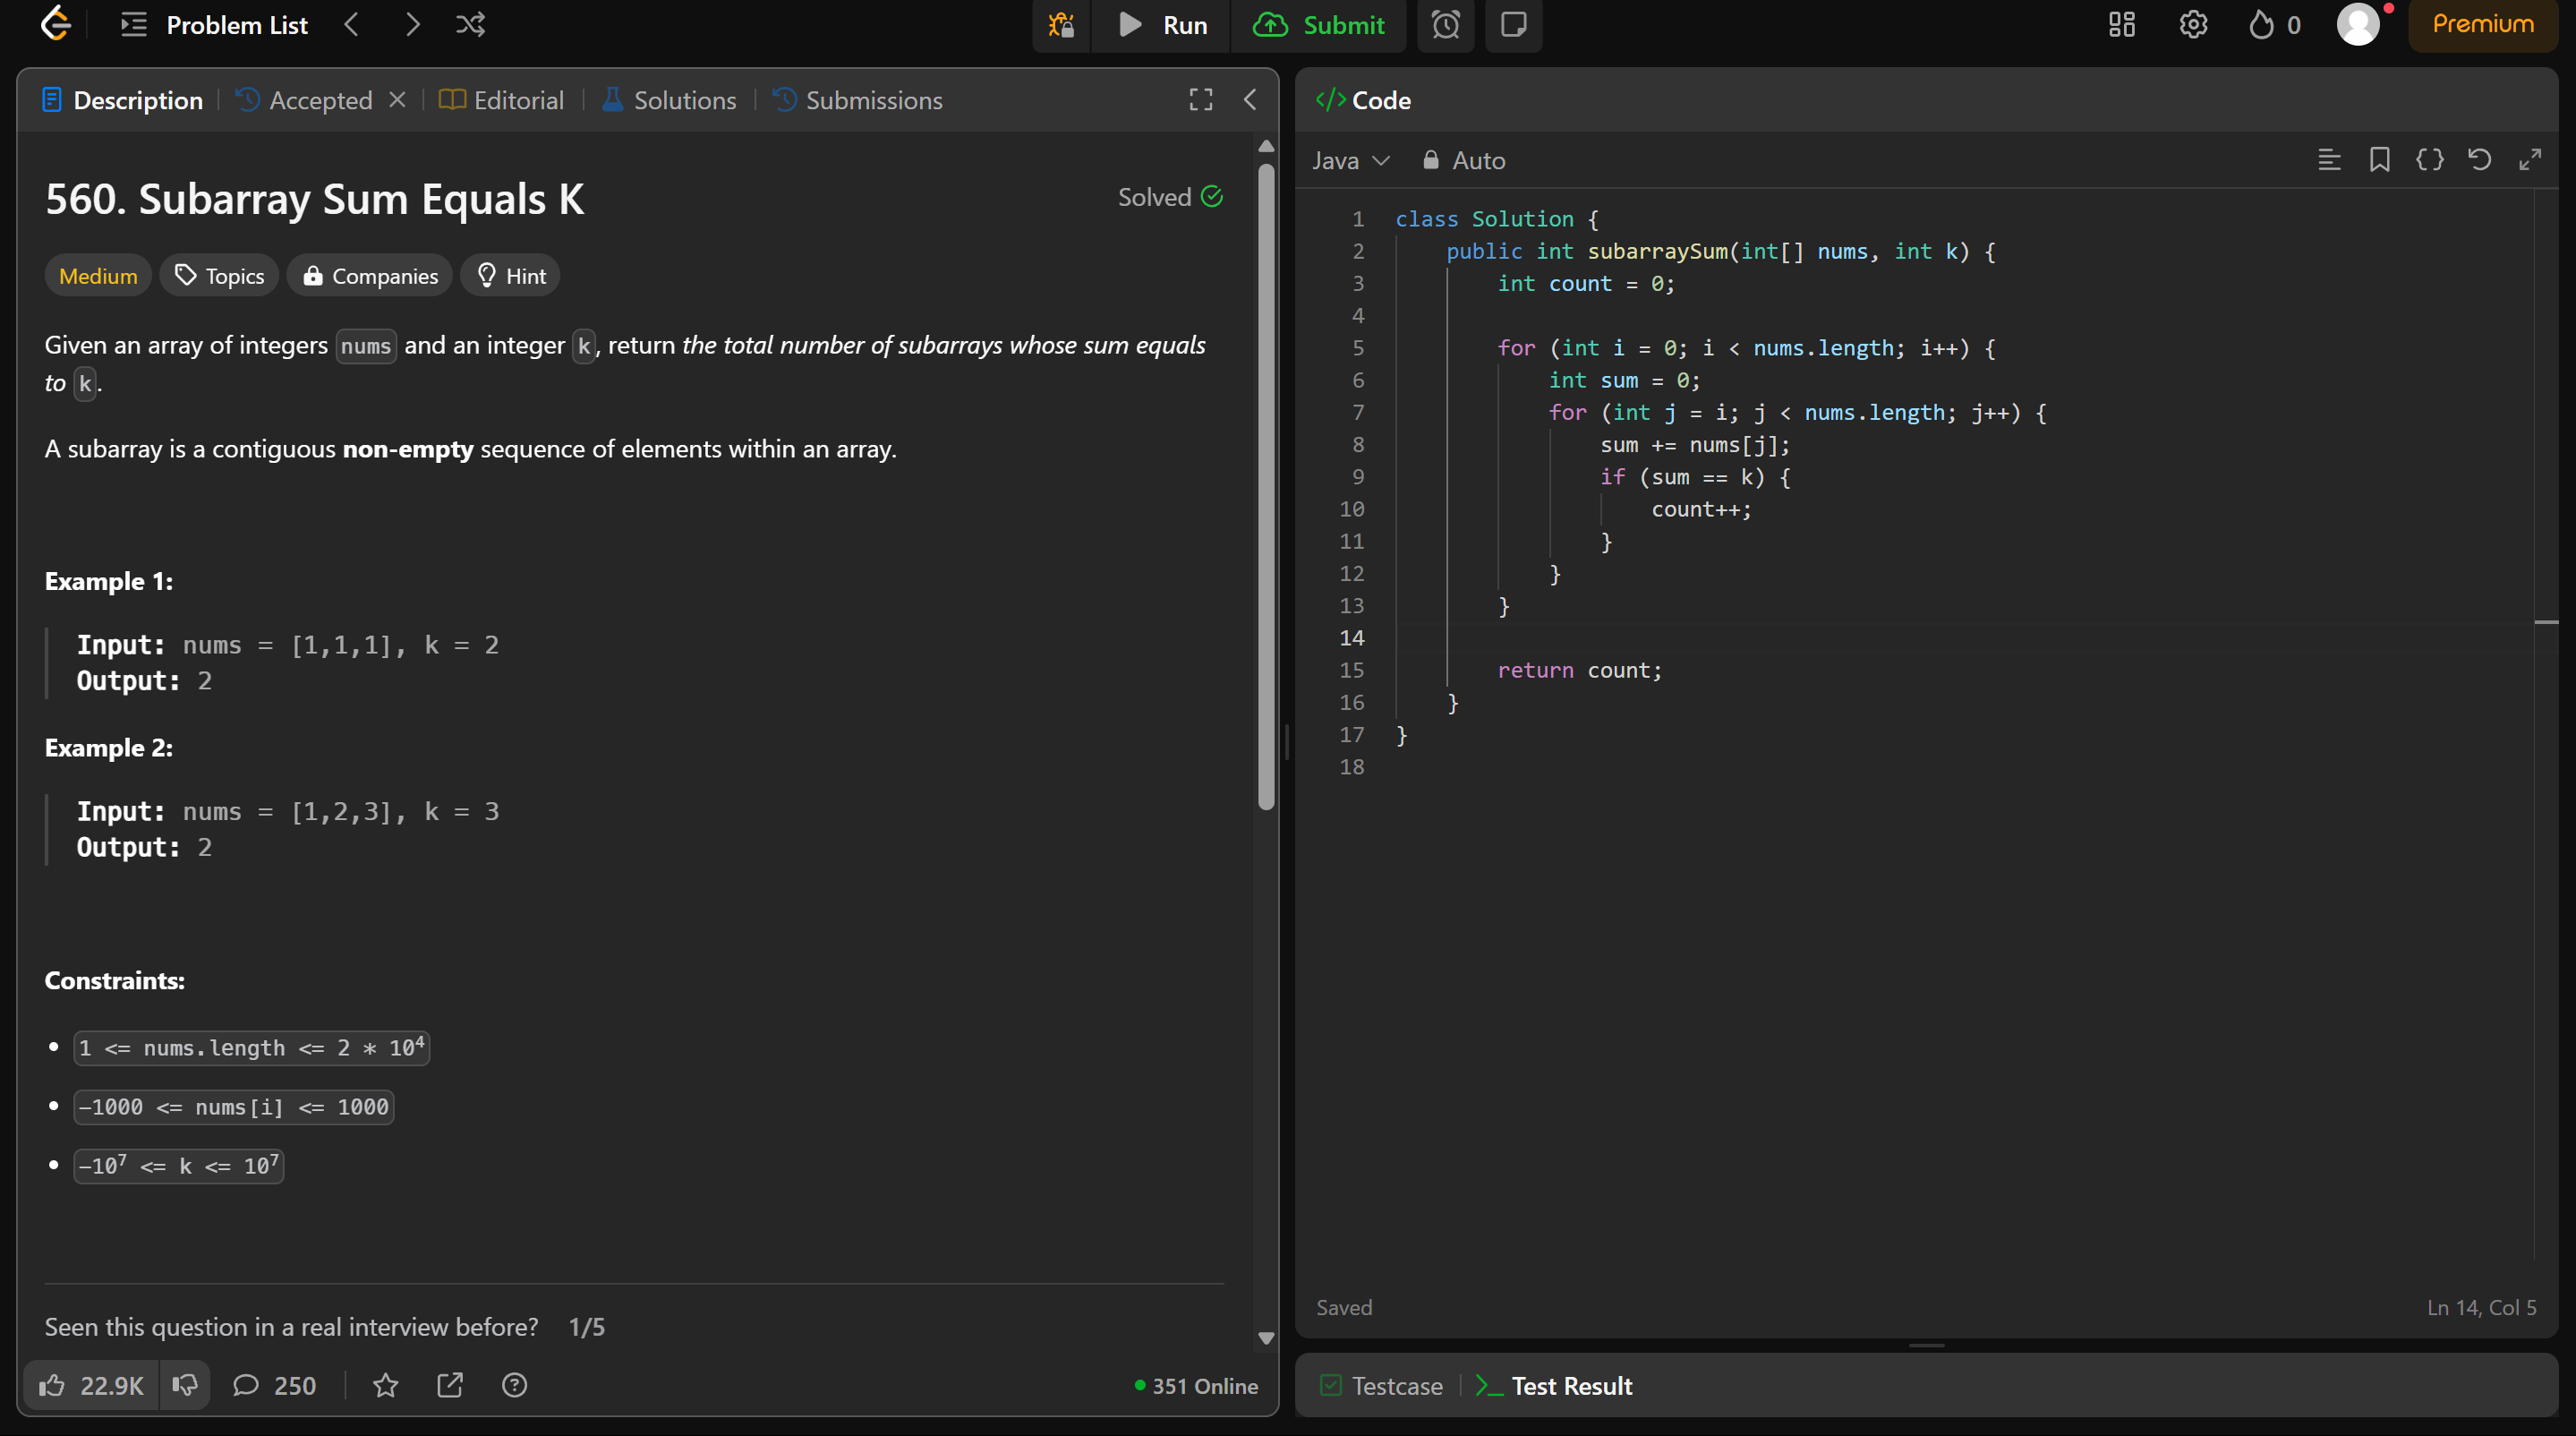 Problem List
Run
Submit
0
Premium
Description
Accepted
Editorial
Solutions
Submissions
560. Subarray Sum Equals K
Solved
Medium
Topics
Companies
Hint
Given an array of integers nums and an integer k, return the total number of subarrays whose sum equals
to k.
A subarray is a contiguous non-empty sequence of elements within an array.
Example 1:
Input: nums = [1,1,1], k = 2
Output: 2
Example 2:
Input: nums = [1,2,3], k = 3
Output: 2
Constraints:
• 1 <= nums.length <= 2 * 10⁴
• -1000 <= nums[i] <= 1000
• -10⁷ <= k <= 10⁷
Seen this question in a real interview before? 1/5
22.9K
250
351 Online
</> Code
Java
Auto
1 class Solution {
2     public int subarraySum(int[] nums, int k) {
3         int count = 0;
4
5         for (int i = 0; i < nums.length; i++) {
6             int sum = 0;
7             for (int j = i; j < nums.length; j++) {
8                 sum += nums[j];
9                 if (sum == k) {
10                     count++;
11                 }
12             }
13         }
14
15         return count;
16     }
17 }
18
Saved
Ln 14, Col 5
Testcase
Test Result